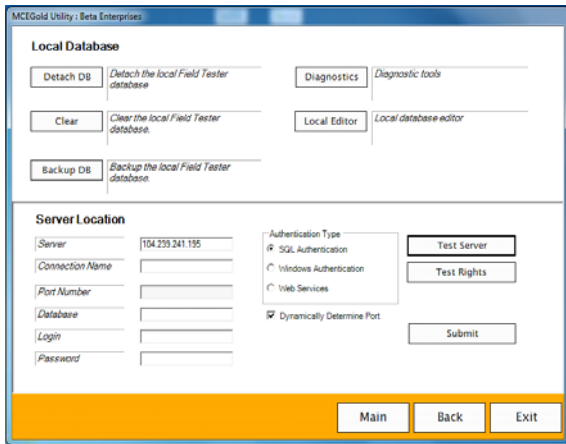 MCEGold Utility : Beta Enterprises
Local Database
Detach DB
Detach the local Field Tester
database
Diagnostics
Diagnostic tools
Clear
Clear the local Field Tester
database.
Local Editor
Local database editor
Backup DB
Backup the local Field Tester
database.
Server Location
Server
104.239.241.195
Connection Name
Port Number
Database
Login
Password
Authentication Type
SQL Authentication
Windows Authentication
Web Services
Dynamically Determine Port
Test Server
Test Rights
Submit
Main
Back
Exit